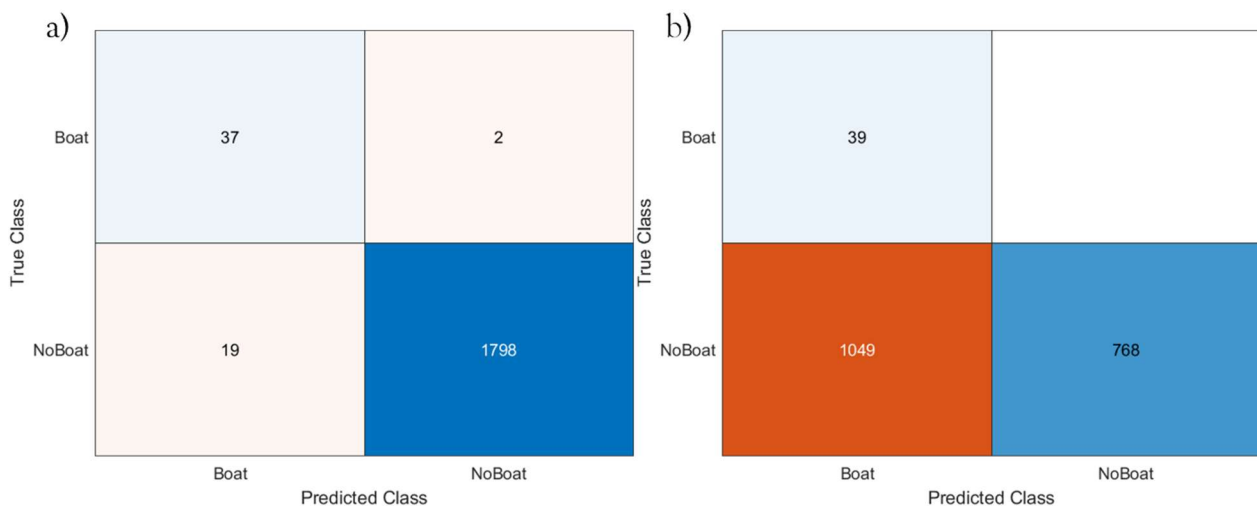 a)
True Class
Boat
37
2
NoBoat
19
1798
Boat
NoBoat
Predicted Class
b)
True Class
Boat
39
NoBoat
1049
768
Boat
NoBoat
Predicted Class